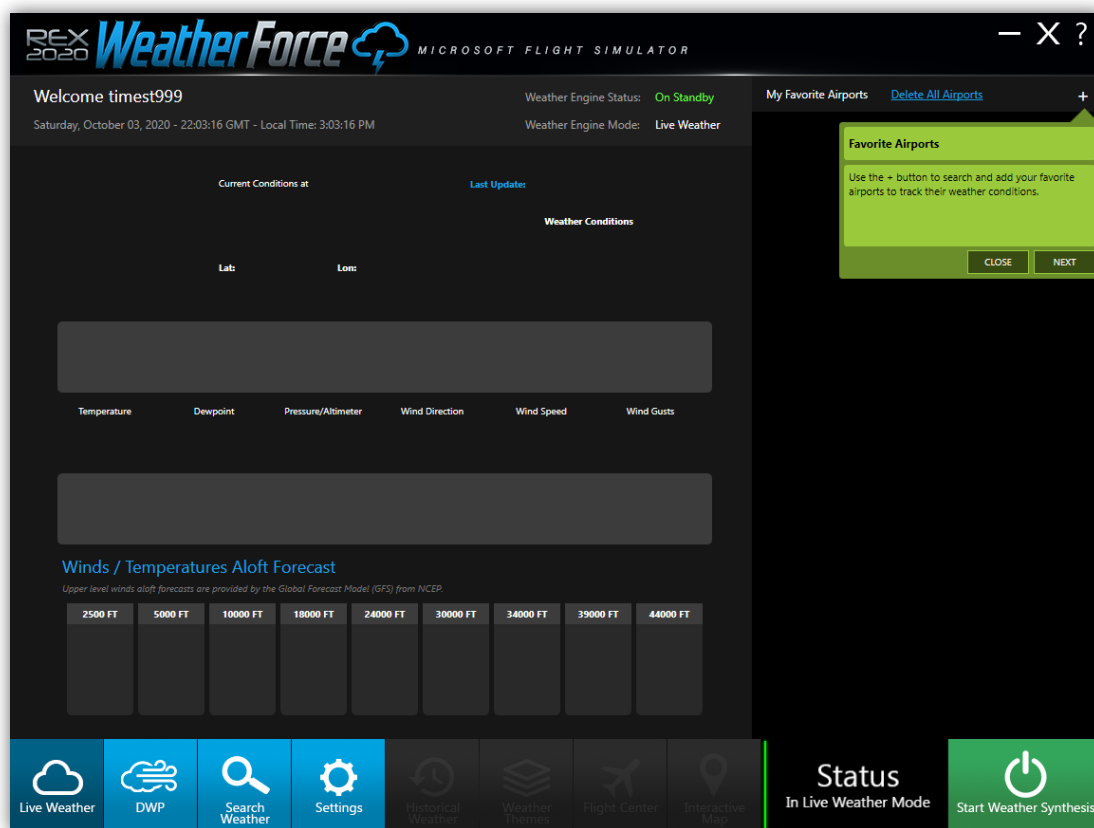 REX 2020 Weather Force MICROSOFT FLIGHT SIMULATOR
— X ?
Welcome timest999
Saturday, October 03, 2020 - 22:03:16 GMT - Local Time: 3:03:16 PM
Weather Engine Status: On Standby
Weather Engine Mode: Live Weather
My Favorite Airports Delete All Airports +
Favorite Airports
Use the + button to search and add your favorite
airports to track their weather conditions.
CLOSE NEXT
Current Conditions at Last Update:
Weather Conditions
Lat: Lon:
Temperature Dewpoint Pressure/Altimeter Wind Direction Wind Speed Wind Gusts
Winds / Temperatures Aloft Forecast
Upper level winds aloft forecasts are provided by the Global Forecast Model (GFS) from NCEP.
2500 FT 5000 FT 10000 FT 18000 FT 24000 FT 30000 FT 34000 FT 39000 FT 44000 FT
Live Weather
DWP
Search
Weather
Settings
Historical
Weather
Weather
Themes
Flight Center
Interactive
Map
Status
In Live Weather Mode
Start Weather Synthesis